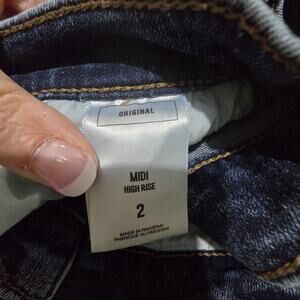 ORIGINAL
MIDI
HIGH RISE
2
MADE IN PAKISTAN
FABRIQUÉ AU PAKISTAN